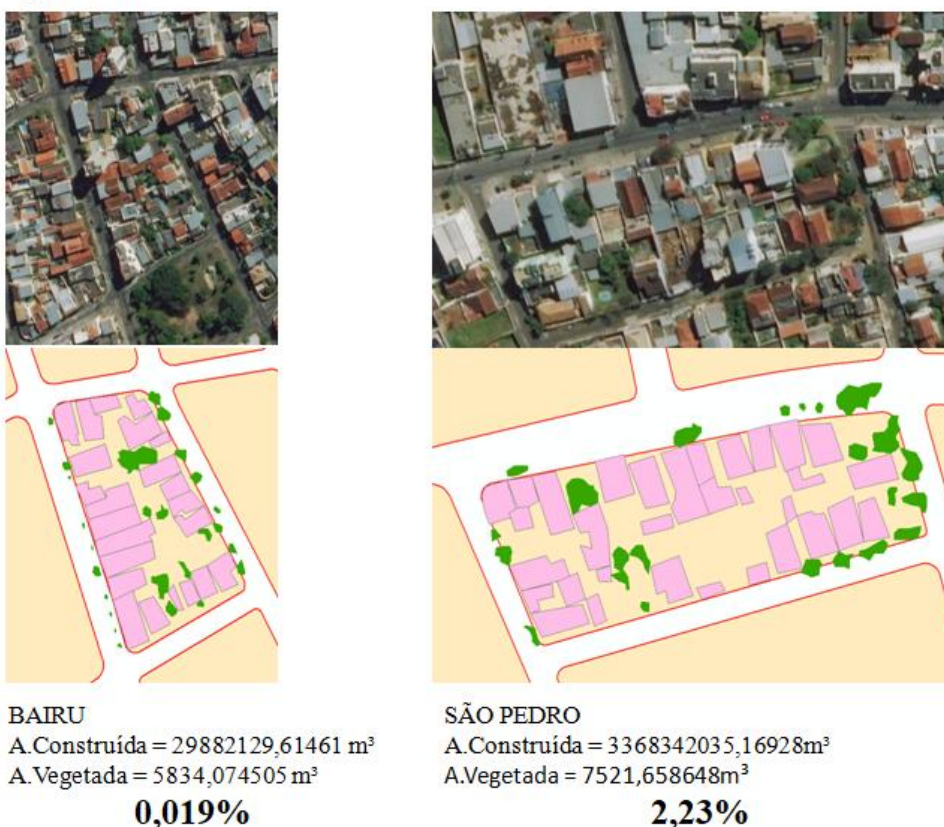 BAIRU
A.Construída = 29882129,61461 m³
A.Vegetada = 5834,074505 m³
0,019%
SÃO PEDRO
A.Construída = 3368342035,16928m³
A.Vegetada = 7521,658648m³
2,23%